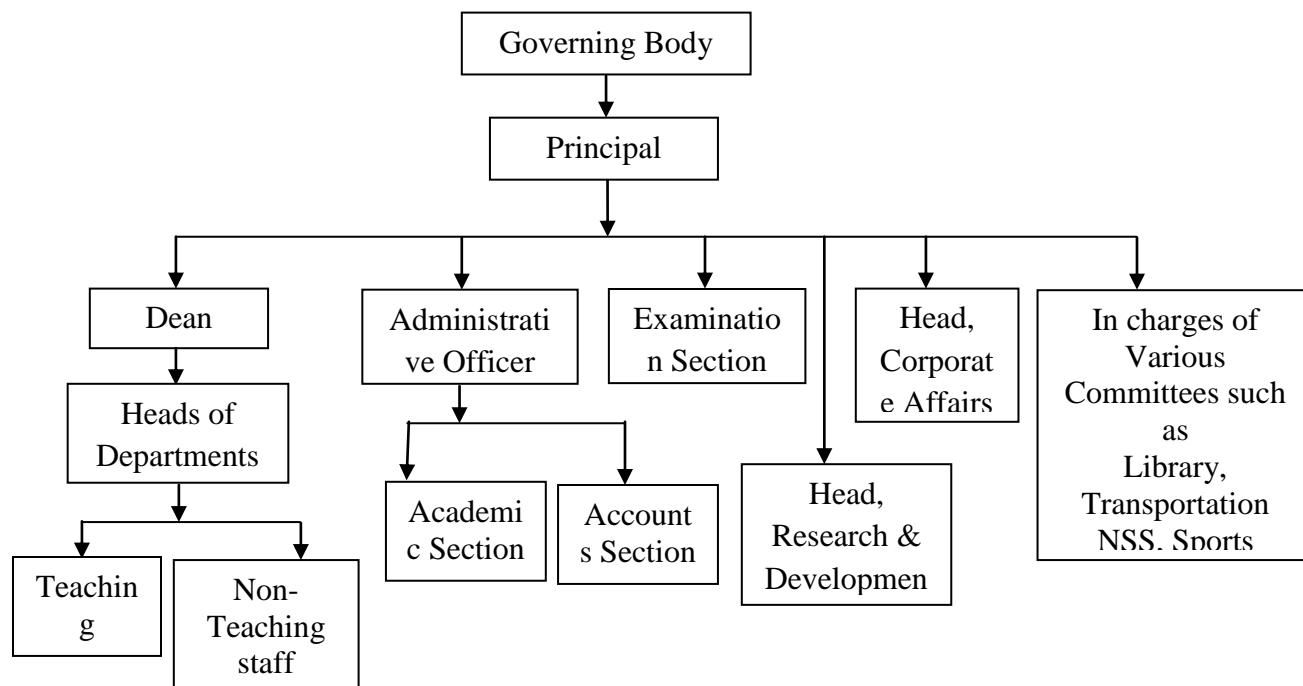 Governing Body
Principal
Dean
Administrati
ve Officer
Examinatio
n Section
Head,
Corporat
e Affairs
In charges of
Various
Committees such
as
Library,
Transportation
NSS, Sports
Heads of
Departments
Academi
c Section
Account
s Section
Head,
Research &
Developmen
Teachin
g
Non-
Teaching
staff